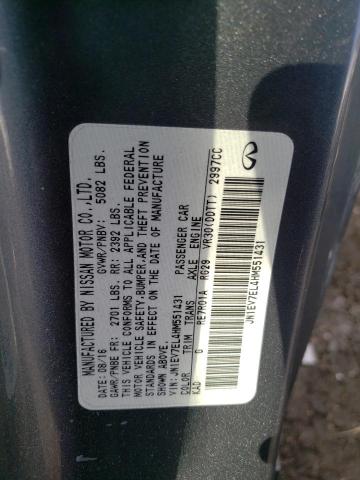 MANUFACTURED BY NISSAN MOTOR CO.,LTD.
DATE: 08/16 GVWR/PNBV: 5082 LBS.
GAWR/PNBE FR: 2701 LBS. RR: 2392 LBS.
THIS VEHICLE CONFORMS TO ALL APPLICABLE FEDERAL
MOTOR VEHICLE SAFETY,BUMPER,AND THEFT PREVENTION
STANDARDS IN EFFECT ON THE DATE OF MANUFACTURE
SHOWN ABOVE.
VIN: JN1EV7EL4HM551431 PASSENGER CAR
COLOR TRIM TRANS AXLE ENGINE
KAD G RE7R01A RG29 VR30(DDTT) 2997CC
JN1EV7EL4HM551431